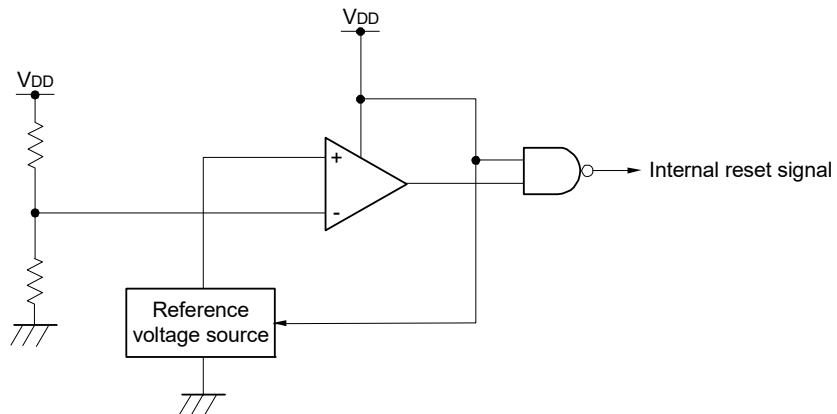 VDD
VDD
+
-
Internal reset signal
Reference
voltage source